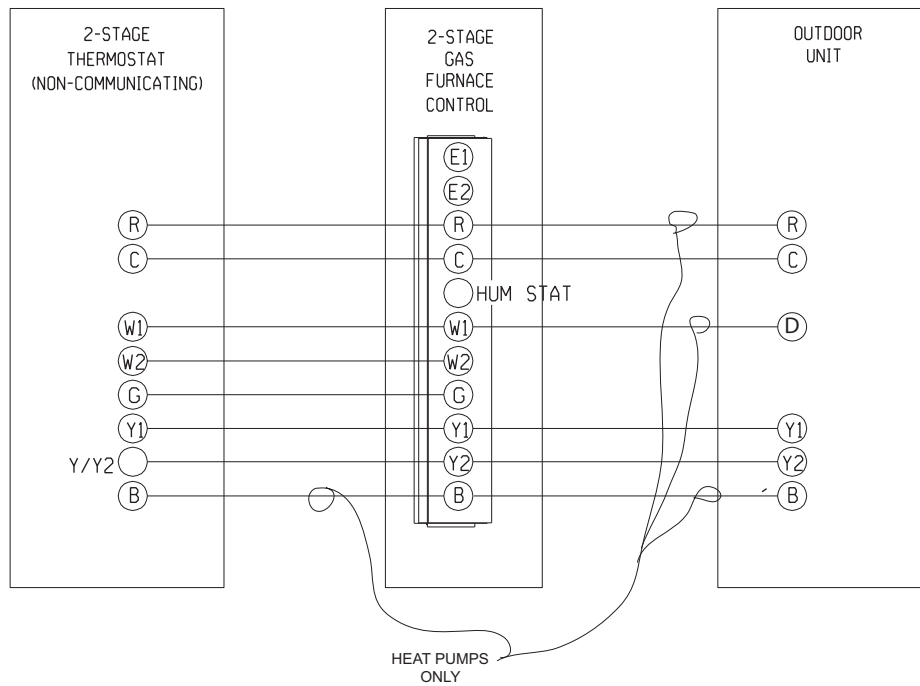 2-STAGE
THERMOSTAT
(NON-COMMUNICATING)
2-STAGE
GAS
FURNACE
CONTROL
OUTDOOR
UNIT
E1
E2
R R R
C C C
HUM STAT
W1 W1 D
W2 W2
G G
Y1 Y1 Y1
Y/Y2 Y2 Y2
B B B
HEAT PUMPS
ONLY